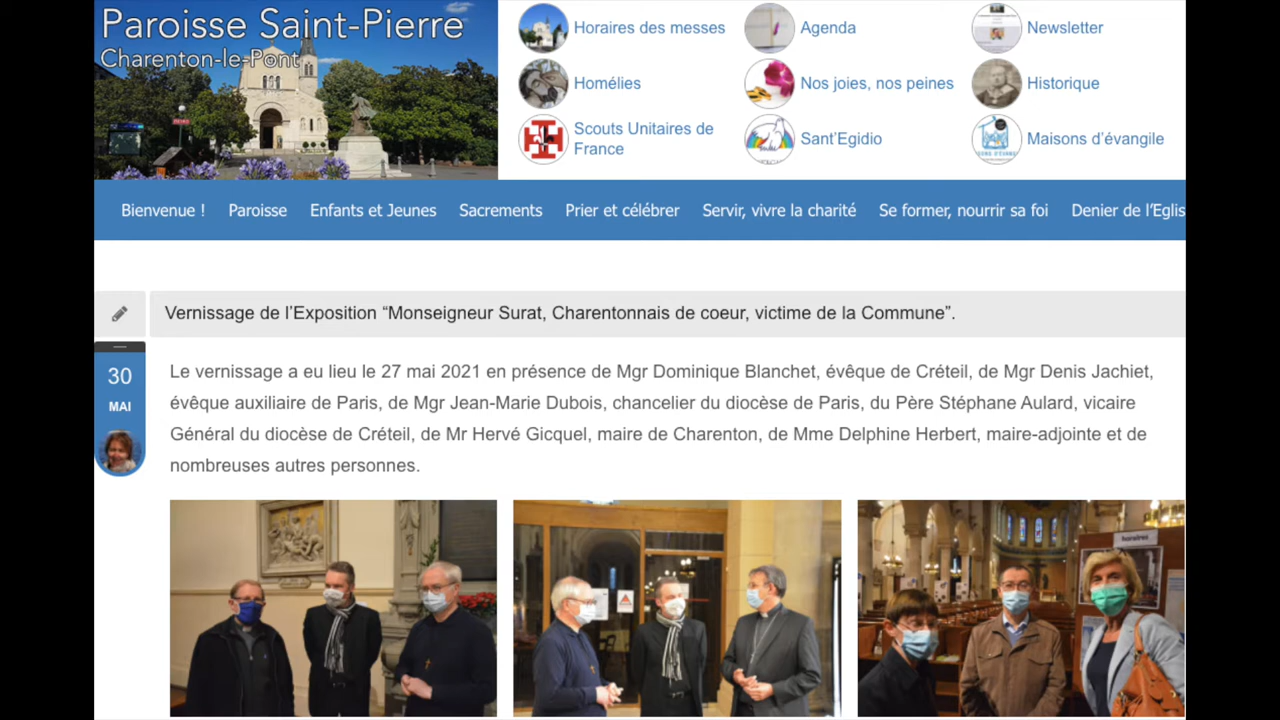 Paroisse Saint-Pierre
Charenton-le-Pont
Horaires des messes
Agenda
Newsletter
Homélies
Nos joies, nos peines
Historique
Scouts Unitaires de
France
Sant’Egidio
Maisons d’évangile
Bienvenue ! Paroisse Enfants et Jeunes Sacrements Prier et célébrer Servir, vivre la charité Se former, nourrir sa foi Denier de l’Eglis
Vernissage de l’Exposition “Monseigneur Surat, Charentonnais de coeur, victime de la Commune”.
30
MAI
Le vernissage a eu lieu le 27 mai 2021 en présence de Mgr Dominique Blanchet, évêque de Créteil, de Mgr Denis Jachiet,
évêque auxiliaire de Paris, de Mgr Jean-Marie Dubois, chancelier du diocèse de Paris, du Père Stéphane Aulard, vicaire
Général du diocèse de Créteil, de Mr Hervé Gicquel, maire de Charenton, de Mme Delphine Herbert, maire-adjointe et de
nombreuses autres personnes.
horaires